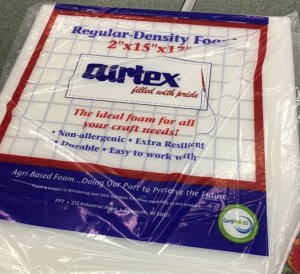 Regular-Density Foam
2"x15"x17"
airtex
filled with pride
The ideal foam for all
your craft needs!
• Non-allergenic • Extra Resilient
• Durable • Easy to work with
Agri-Based Foam...Doing Our Part to Preserve the Future